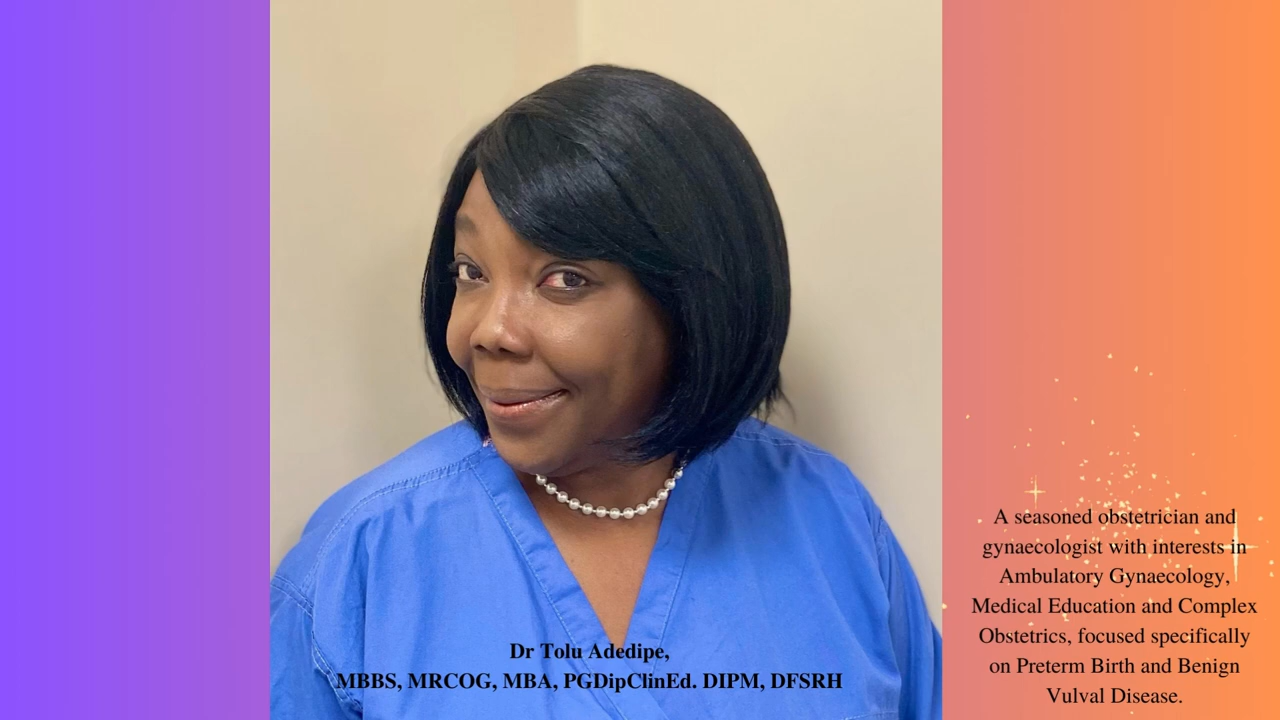 Dr Tolu Adedipe,
MBBS, MRCOG, MBA, PGDipClinEd. DIPM, DFSRH
A seasoned obstetrician and
gynaecologist with interests in
Ambulatory Gynaecology,
Medical Education and Complex
Obstetrics, focused specifically
on Preterm Birth and Benign
Vulval Disease.